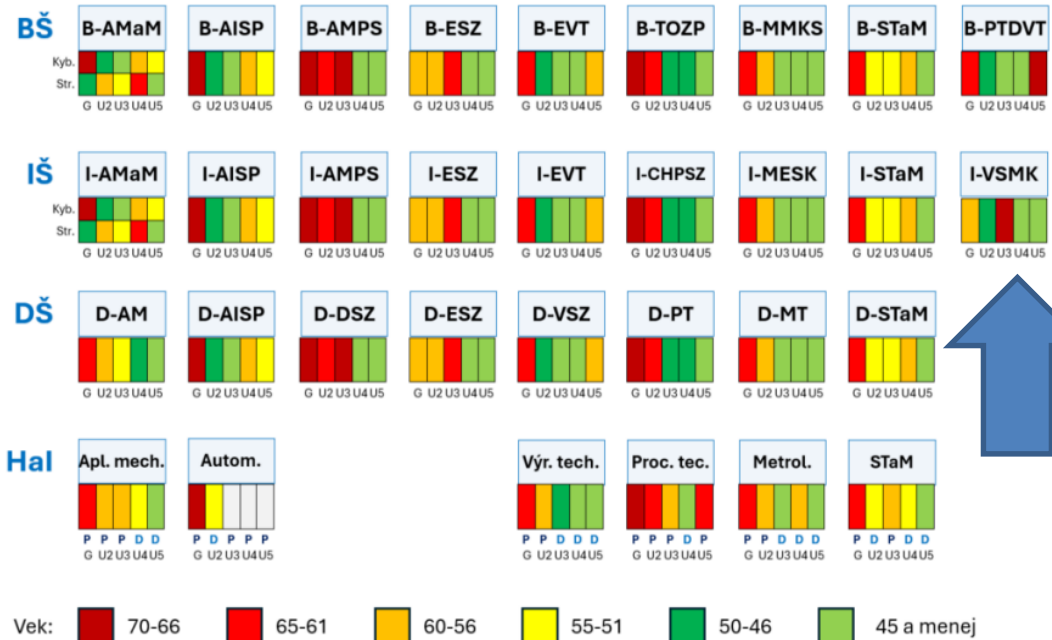 BŠ B-AMaM B-AISP B-AMPS B-ESZ B-EVT B-TOZP B-MMKS B-STaM B-PTDVT
Kyb.
Str.
G U2 U3 U4 U5 G U2 U3 U4 U5 G U2 U3 U4 U5 G U2 U3 U4 U5 G U2 U3 U4 U5 G U2 U3 U4 U5 G U2 U3 U4 U5 G U2 U3 U4 U5 G U2 U3 U4 U5
IŠ I-AMaM I-AISP I-AMPS I-ESZ I-EVT I-CHPSZ I-MESK I-STaM I-VSMK
Kyb.
Str.
G U2 U3 U4 U5 G U2 U3 U4 U5 G U2 U3 U4 U5 G U2 U3 U4 U5 G U2 U3 U4 U5 G U2 U3 U4 U5 G U2 U3 U4 U5 G U2 U3 U4 U5 G U2 U3 U4 U5
DŠ D-AM D-AISP D-DSZ D-ESZ D-VSZ D-PT D-MT D-STaM
G U2 U3 U4 U5 G U2 U3 U4 U5 G U2 U3 U4 U5 G U2 U3 U4 U5 G U2 U3 U4 U5 G U2 U3 U4 U5 G U2 U3 U4 U5 G U2 U3 U4 U5
Hal Apl. mech. Autom. Výr. tech. Proc. tec. Metrol. STaM
P P P D D P D P P P P P D D D P P P D P P P D D D P D P D D
G U2 U3 U4 U5 G U2 U3 U4 U5 G U2 U3 U4 U5 G U2 U3 U4 U5 G U2 U3 U4 U5 G U2 U3 U4 U5
Vek: 70-66 65-61 60-56 55-51 50-46 45 a menej